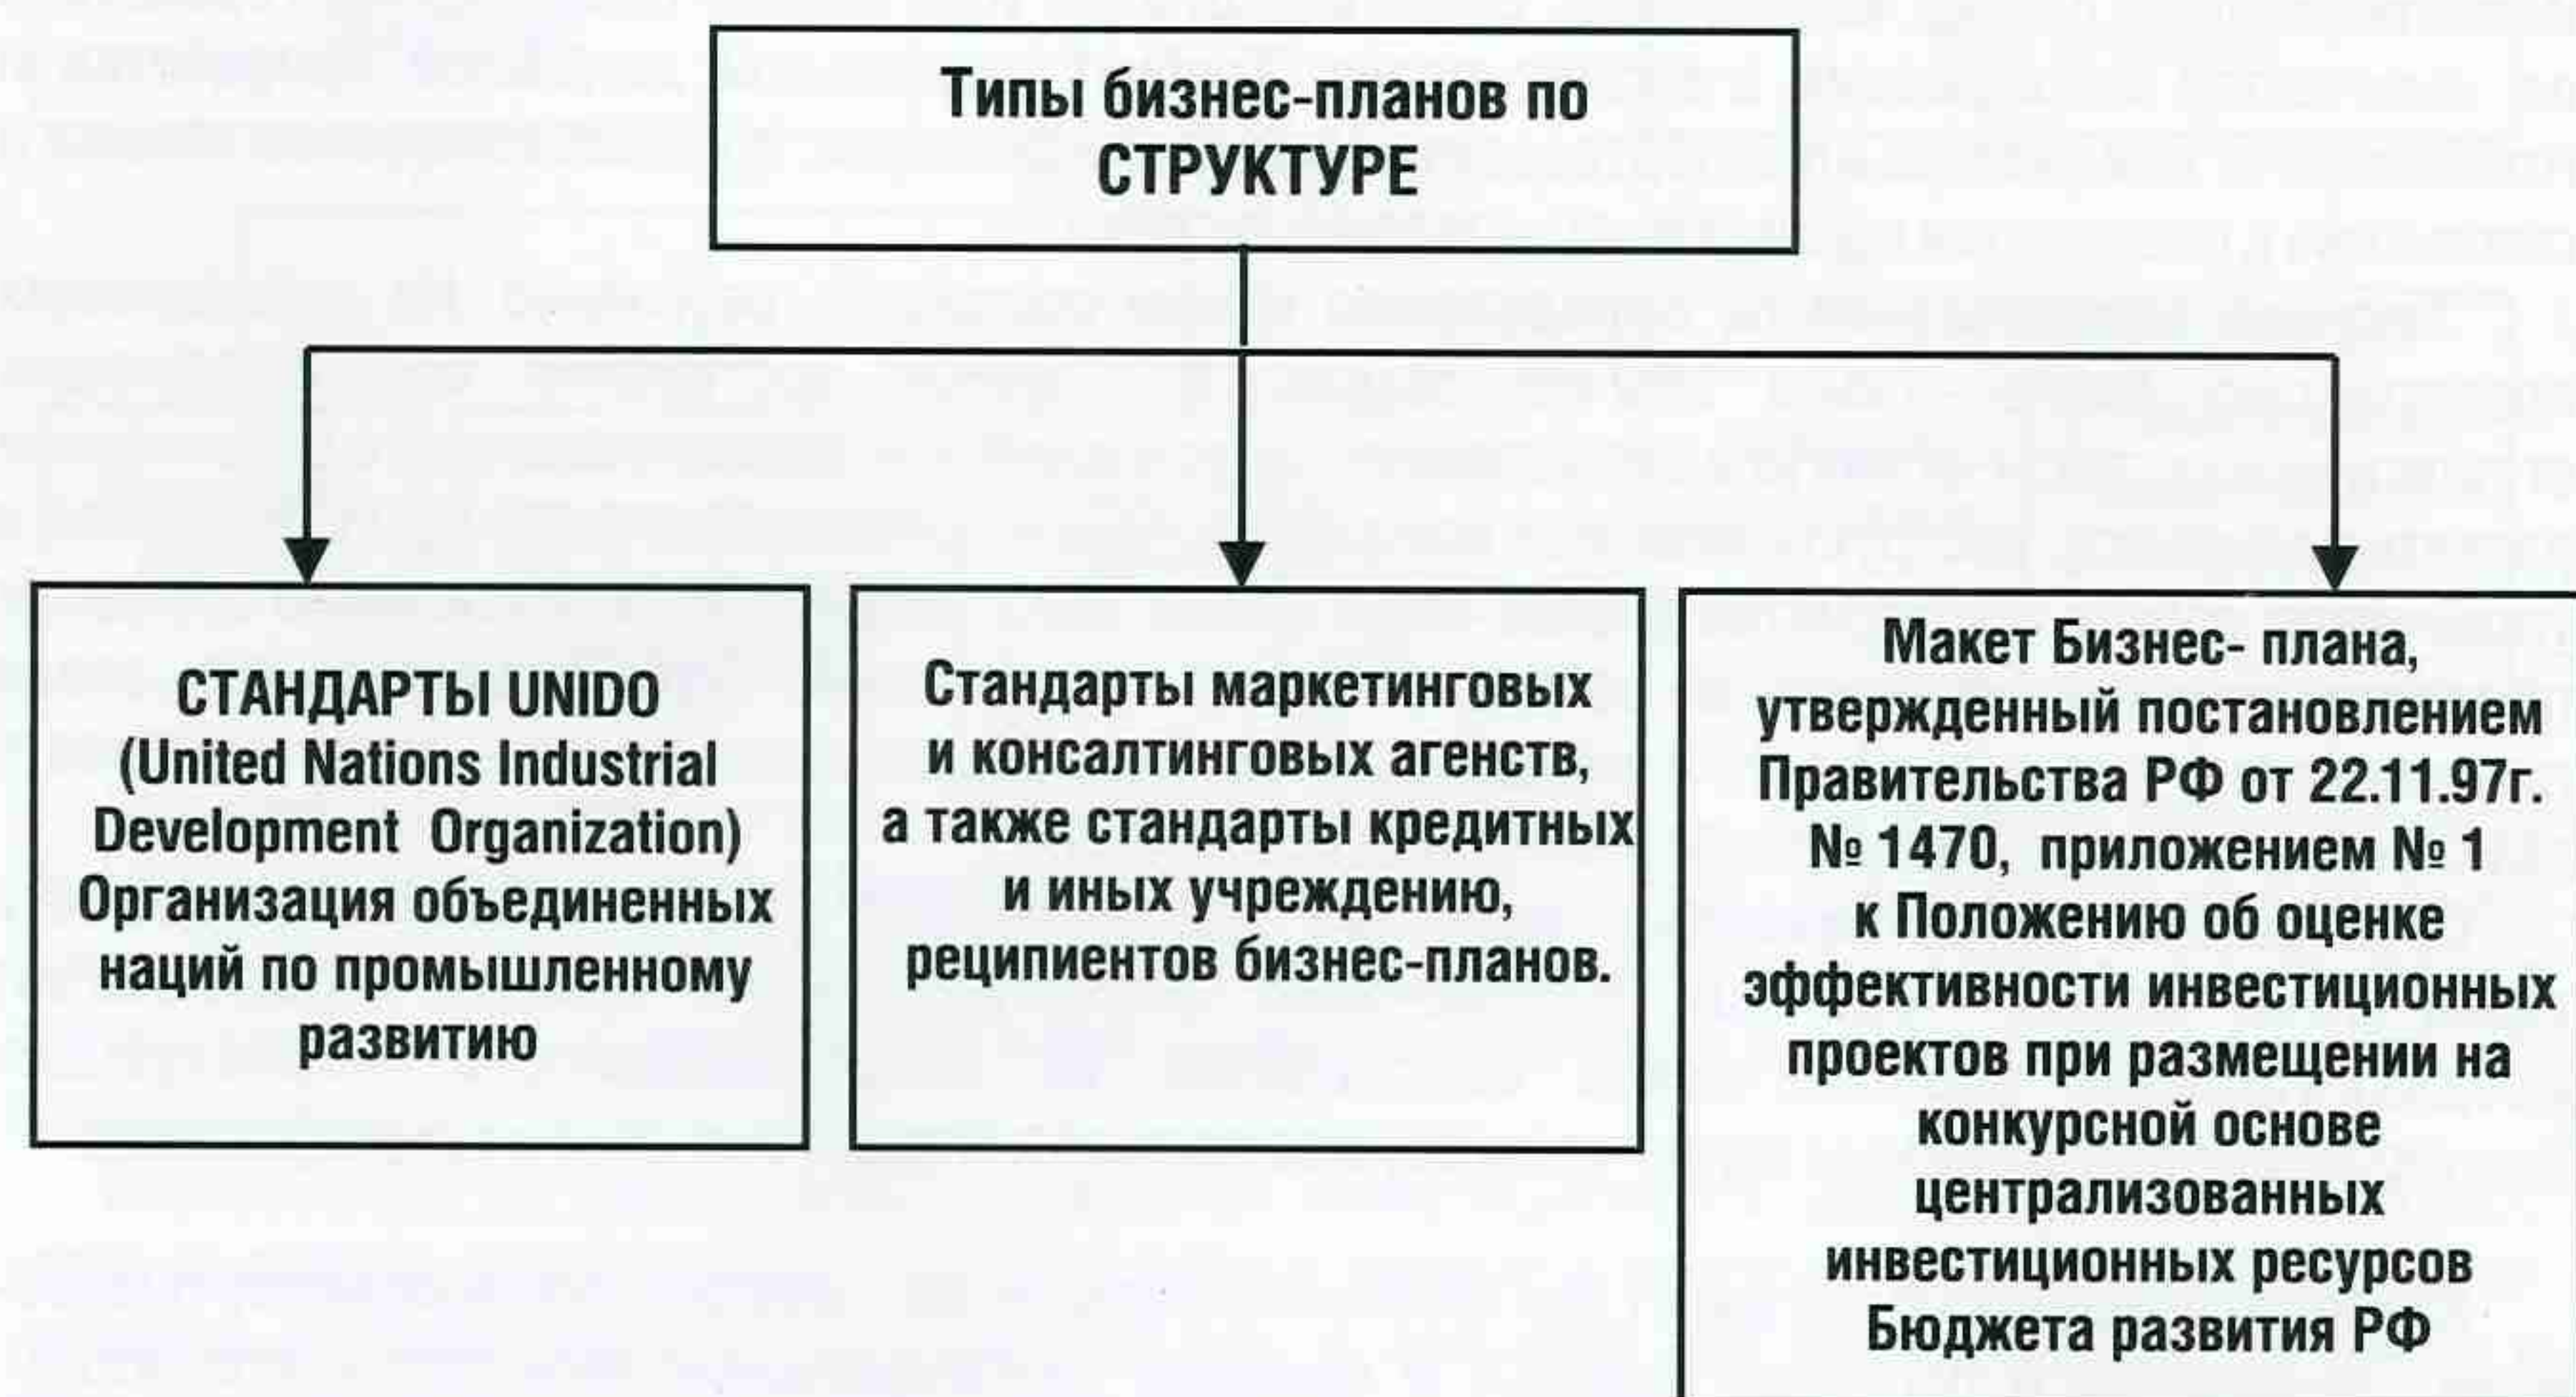 Типы бизнес-планов по
СТРУКТУРЕ
СТАНДАРТЫ UNIDO
(United Nations Industrial
Development Organization)
Организация объединенных
наций по промышленному
развитию
Стандарты маркетинговых
и консалтинговых агенств,
а также стандарты кредитных
и иных учреждению,
реципиентов бизнес-планов.
Макет Бизнес- плана,
утвержденный постановлением
Правительства РФ от 22.11.97г.
№ 1470, приложением № 1
к Положению об оценке
эффективности инвестиционных
проектов при размещении на
конкурсной основе
централизованных
инвестиционных ресурсов
Бюджета развития РФ